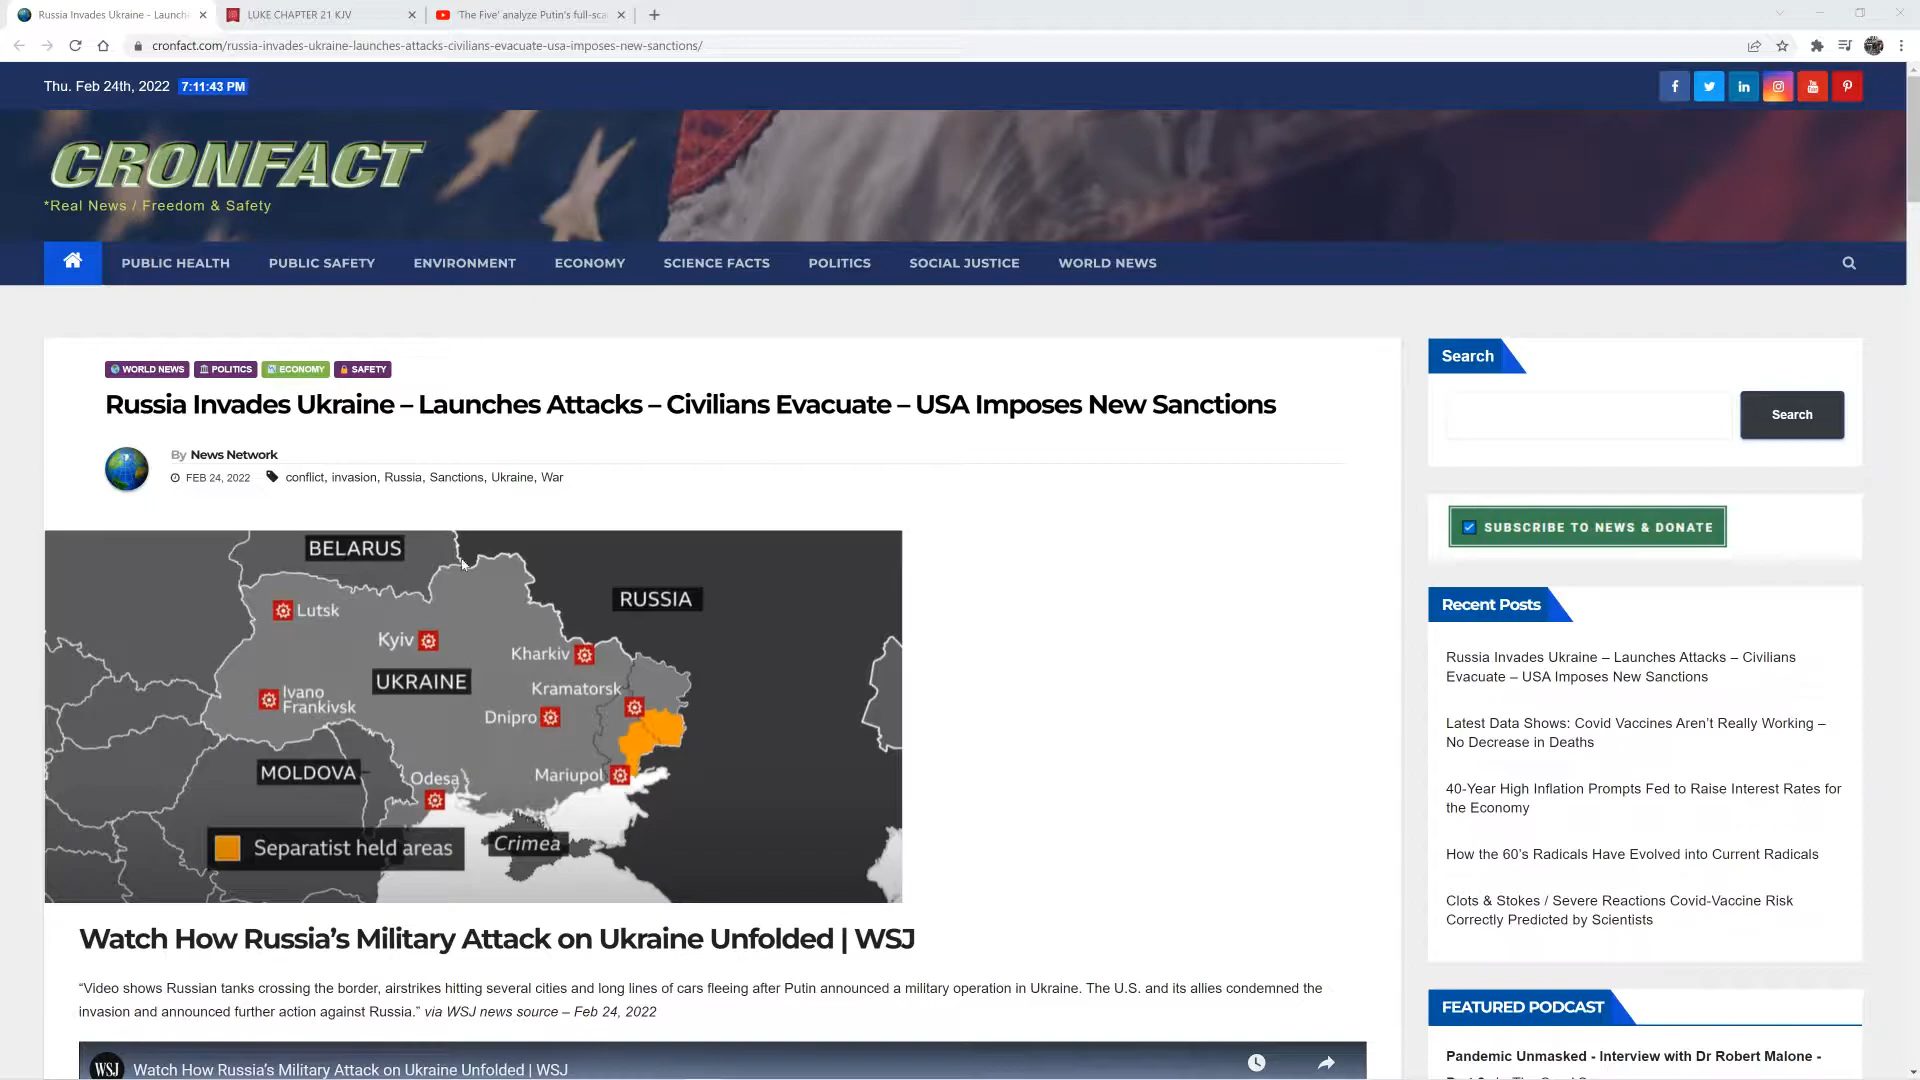 Russia Invades Ukraine - Launch
LUKE CHAPTER 21 KJV
'The Five' analyze Putin's full-sca
cronfact.com/russia-invades-ukraine-launches-attacks-civilians-evacuate-usa-imposes-new-sanctions/
Thu. Feb 24th, 2022 7:11:43 PM
CRONFACT
*Real News / Freedom & Safety
PUBLIC HEALTH PUBLIC SAFETY ENVIRONMENT ECONOMY SCIENCE FACTS POLITICS SOCIAL JUSTICE WORLD NEWS
WORLD NEWS POLITICS ECONOMY SAFETY
Russia Invades Ukraine – Launches Attacks – Civilians Evacuate – USA Imposes New Sanctions
By News Network
FEB 24, 2022 conflict, invasion, Russia, Sanctions, Ukraine, War
BELARUS
RUSSIA
Lutsk
Kyiv
Kharkiv
UKRAINE
Kramatorsk
Ivano
Frankivsk
Dnipro
MOLDOVA
Odesa
Mariupol
Separatist held areas
Crimea
Watch How Russia's Military Attack on Ukraine Unfolded | WSJ
“Video shows Russian tanks crossing the border, airstrikes hitting several cities and long lines of cars fleeing after Putin announced a military operation in Ukraine. The U.S. and its allies condemned the
invasion and announced further action against Russia.” via WSJ news source – Feb 24, 2022
WSJ Watch How Russia's Military Attack on Ukraine Unfolded | WSJ
Search
Search
SUBSCRIBE TO NEWS & DONATE
Recent Posts
Russia Invades Ukraine – Launches Attacks – Civilians
Evacuate – USA Imposes New Sanctions
Latest Data Shows: Covid Vaccines Aren't Really Working –
No Decrease in Deaths
40-Year High Inflation Prompts Fed to Raise Interest Rates for
the Economy
How the 60's Radicals Have Evolved into Current Radicals
Clots & Stokes / Severe Reactions Covid-Vaccine Risk
Correctly Predicted by Scientists
FEATURED PODCAST
Pandemic Unmasked - Interview with Dr Robert Malone -